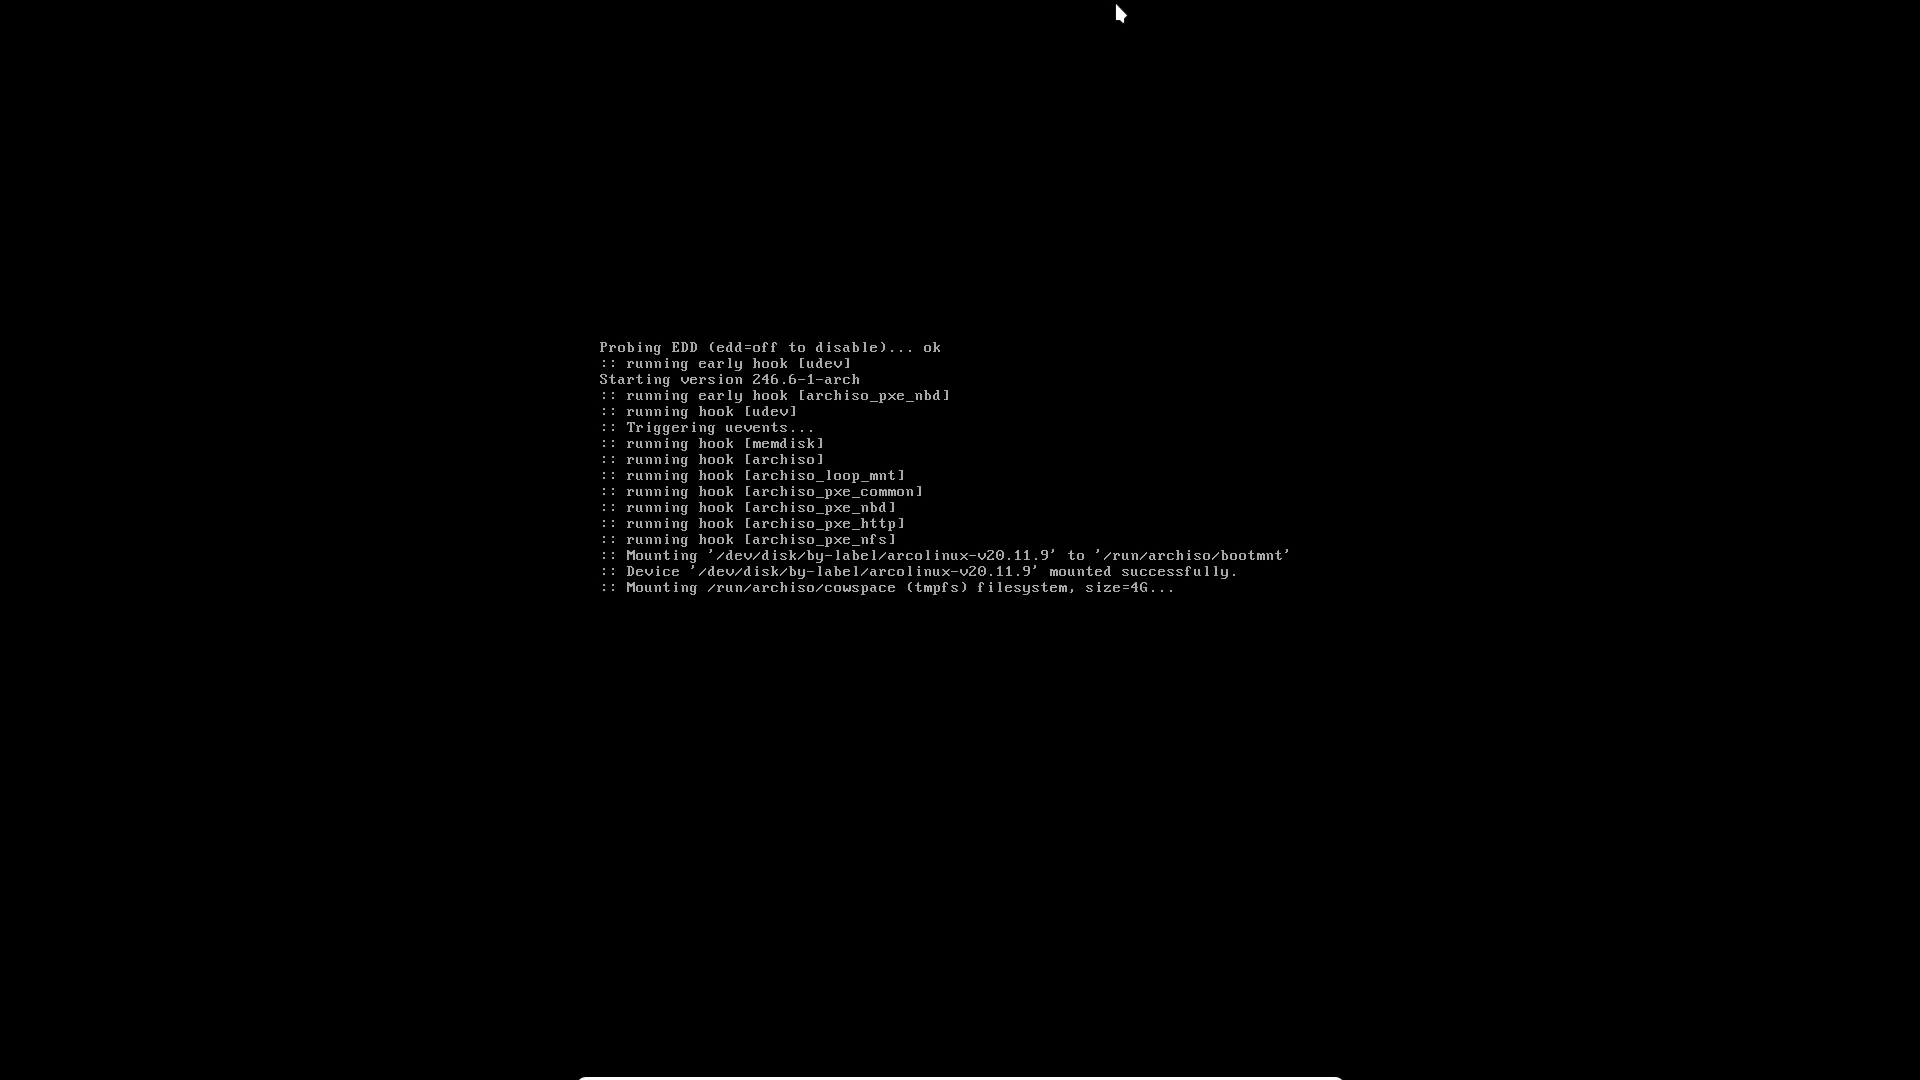 Probing EDD (edd=off to disable)... ok
:: running early hook [udev]
Starting version 246.6-1-arch
:: running early hook [archiso_pxe_nbd]
:: running hook [udev]
:: Triggering uevents...
:: running hook [memdisk]
:: running hook [archiso]
:: running hook [archiso_loop_mnt]
:: running hook [archiso_pxe_common]
:: running hook [archiso_pxe_nbd]
:: running hook [archiso_pxe_http]
:: running hook [archiso_pxe_nfs]
:: Mounting '/dev/disk/by-label/arcolinux-v20.11.9' to '/run/archiso/bootmnt'
:: Device '/dev/disk/by-label/arcolinux-v20.11.9' mounted successfully.
:: Mounting /run/archiso/cowspace (tmpfs) filesystem, size=4G...